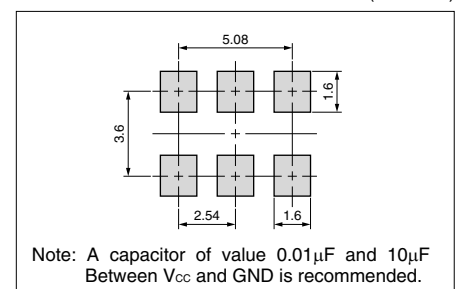 5.08
1.6
3.6
2.54
1.6
Note: A capacitor of value 0.01μF and 10μF
Between Vcc and GND is recommended.